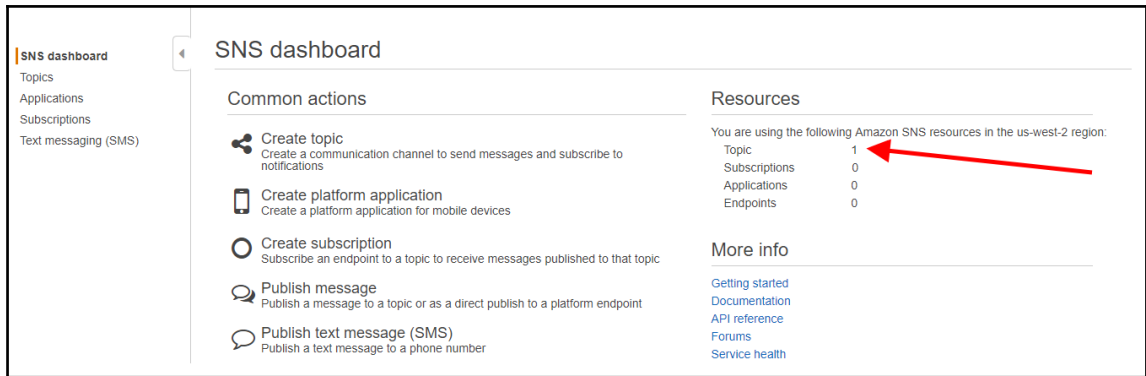 SNS dashboard
Topics
Applications
Subscriptions
Text messaging (SMS)
SNS dashboard
Common actions
Create topic
Create a communication channel to send messages and subscribe to
notifications
Create platform application
Create a platform application for mobile devices
Create subscription
Subscribe an endpoint to a topic to receive messages published to that topic
Publish message
Publish a message to a topic or as a direct publish to a platform endpoint
Publish text message (SMS)
Publish a text message to a phone number
Resources
You are using the following Amazon SNS resources in the us-west-2 region:
Topic 1
Subscriptions 0
Applications 0
Endpoints 0
More info
Getting started
Documentation
API reference
Forums
Service health